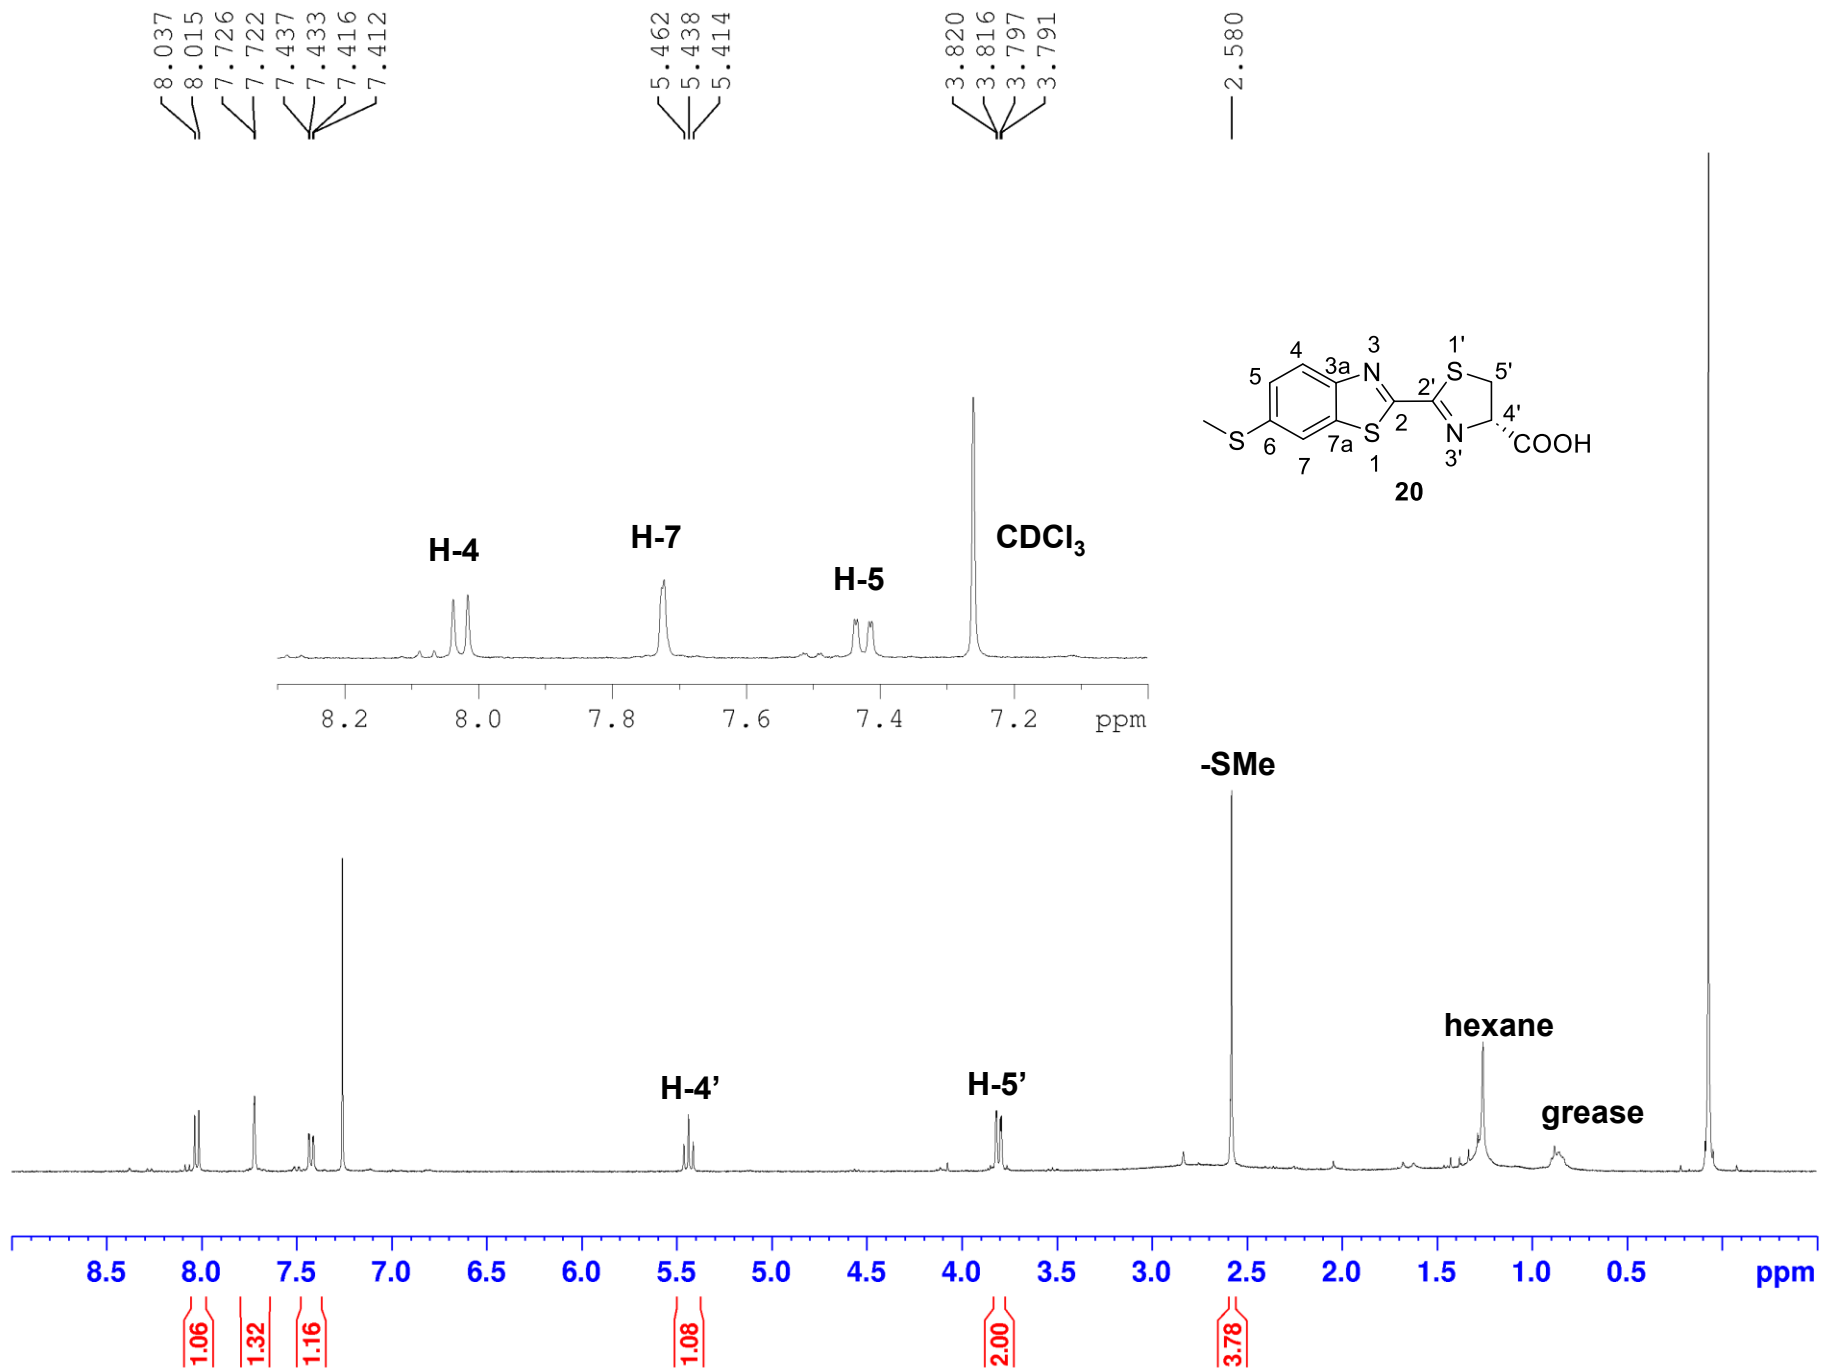 8.037
8.015
7.726
7.722
7.437
7.433
7.416
7.412
5.462
5.438
5.414
3.820
3.816
3.797
3.791
2.580
4
3
1'
5
3a
N
S
5'
2'
2
4'
S
6
7a
S
N
COOH
7
1
3'
20
H-4
H-7
H-5
CDCl₃
8.2 8.0 7.8 7.6 7.4 7.2 ppm
-SMe
hexane
H-4’
H-5’
grease
8.5 8.0 7.5 7.0 6.5 6.0 5.5 5.0 4.5 4.0 3.5 3.0 2.5 2.0 1.5 1.0 0.5 ppm
1.06
1.32
1.16
1.08
2.00
3.78